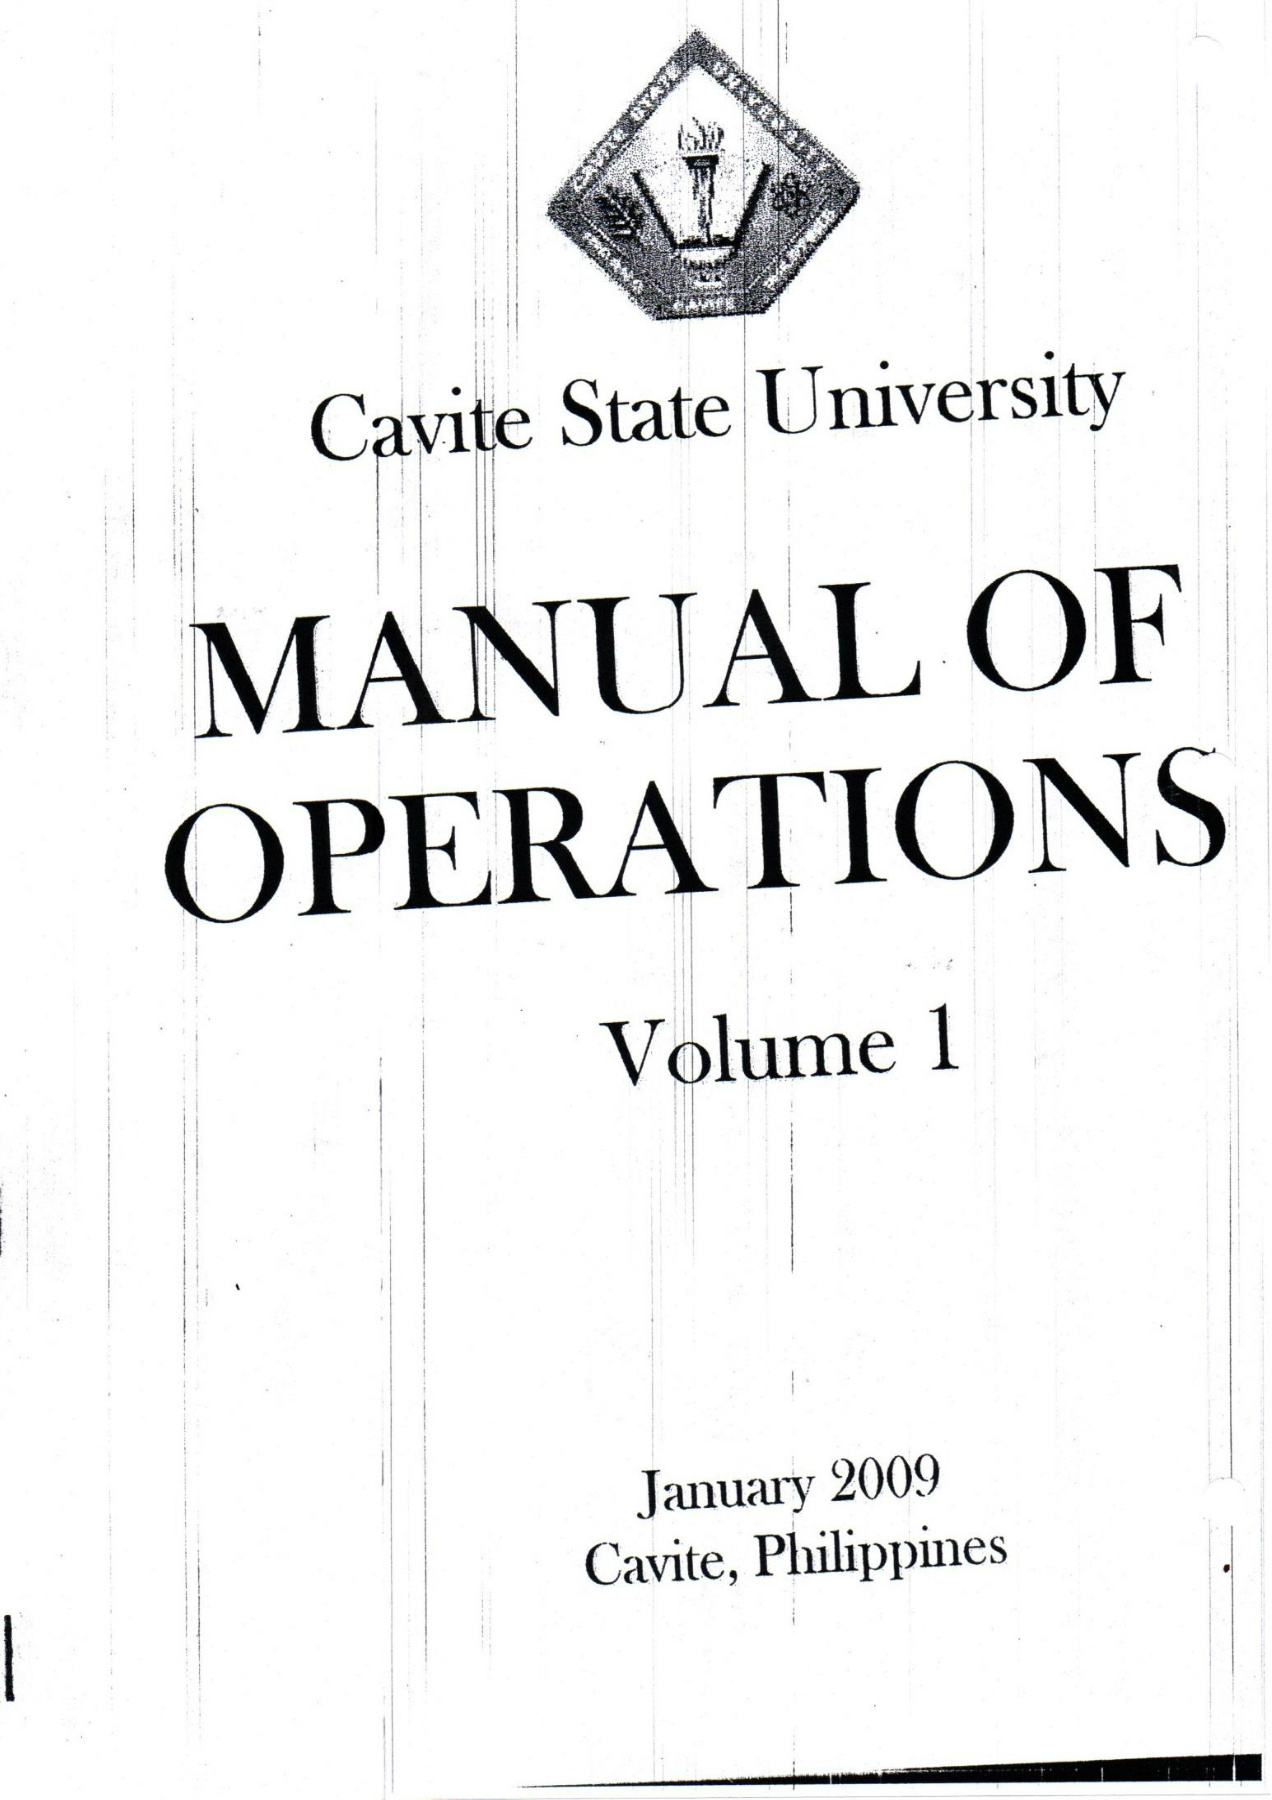 Cavite State University
MANUAL OF
OPERATIONS
Volume 1
January 2009
Cavite, Philippines